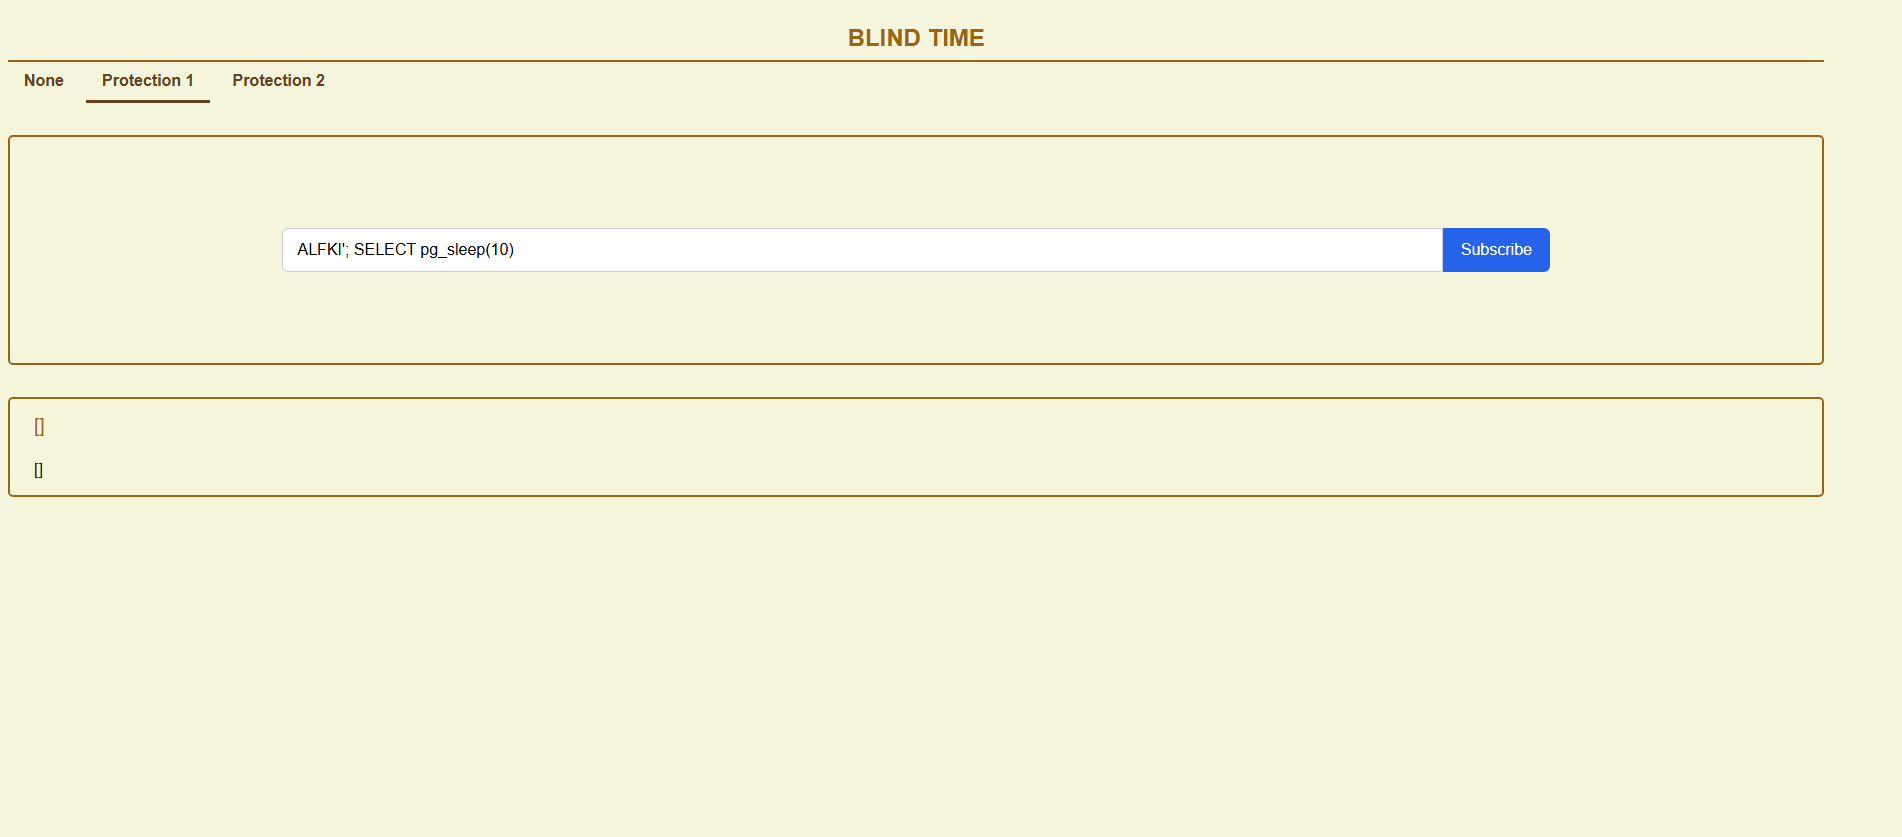 BLIND TIME
None Protection 1 Protection 2
ALFKI'; SELECT pg_sleep(10) Subscribe
[]
[]